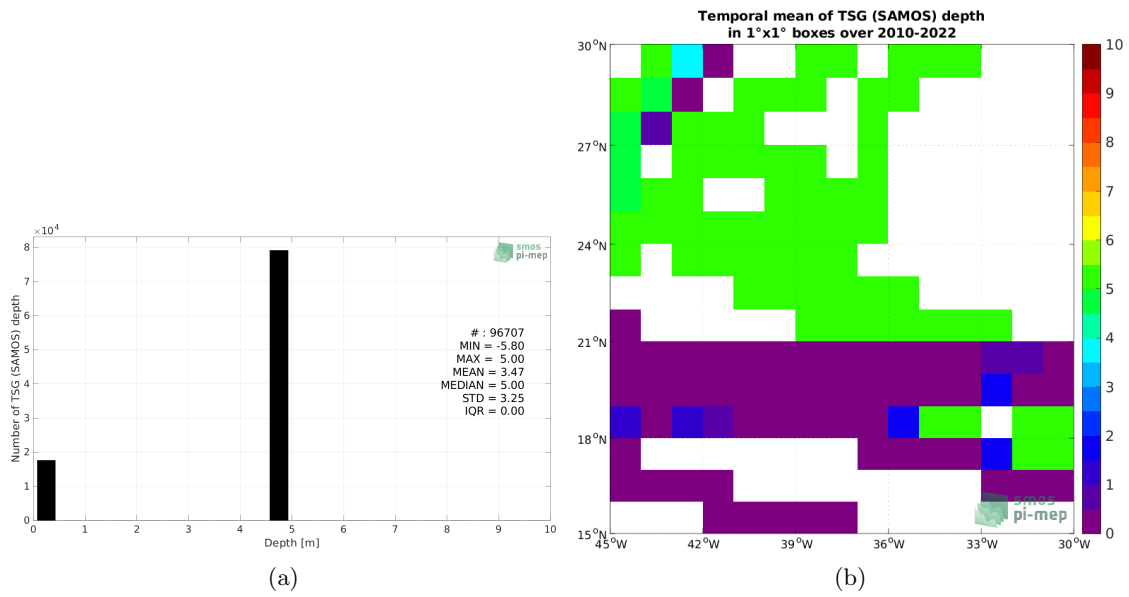 ×10⁴
8
7
6
5
4
3
2
1
0
Number of TSG (SAMOS) depth
0 1 2 3 4 5 6 7 8 9 10
Depth [m]
smos
pi-mep
# : 96707
MIN = -5.80
MAX = 5.00
MEAN = 3.47
MEDIAN = 5.00
STD = 3.25
IQR = 0.00
(a)
Temporal mean of TSG (SAMOS) depth
in 1°x1° boxes over 2010-2022
30°N
27°N
24°N
21°N
18°N
15°N
45°W 42°W 39°W 36°W 33°W 30°W
smos
pi-mep
10
9
8
7
6
5
4
3
2
1
0
(b)